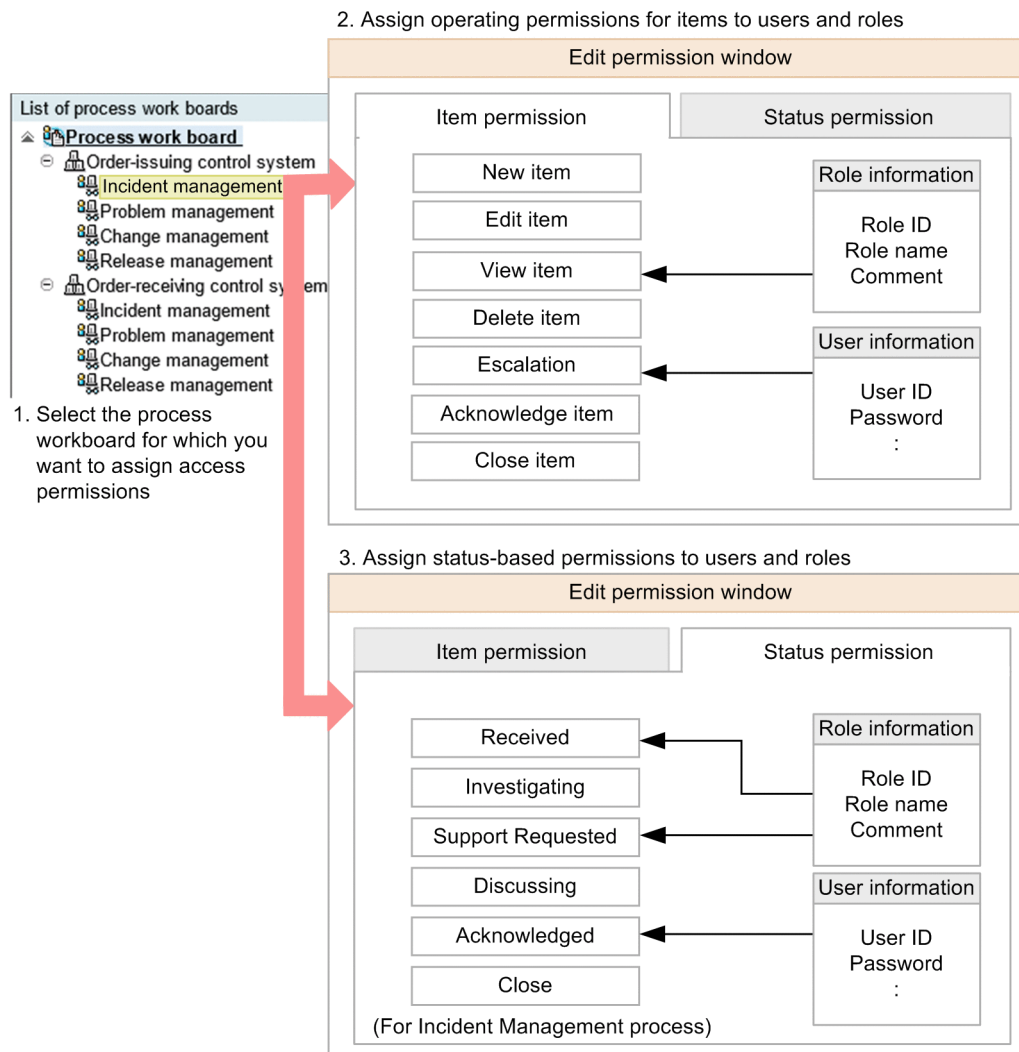 2. Assign operating permissions for items to users and roles
Edit permission window
Item permission
Status permission
New item
Edit item
View item
Delete item
Escalation
Acknowledge item
Close item
Role information
Role ID
Role name
Comment
User information
User ID
Password
:
List of process work boards
Process work board
Order-issuing control system
Incident management
Problem management
Change management
Release management
Order-receiving control system
Incident management
Problem management
Change management
Release management
1. Select the process
workboard for which you
want to assign access
permissions
3. Assign status-based permissions to users and roles
Edit permission window
Item permission
Status permission
Received
Investigating
Support Requested
Discussing
Acknowledged
Close
(For Incident Management process)
Role information
Role ID
Role name
Comment
User information
User ID
Password
: